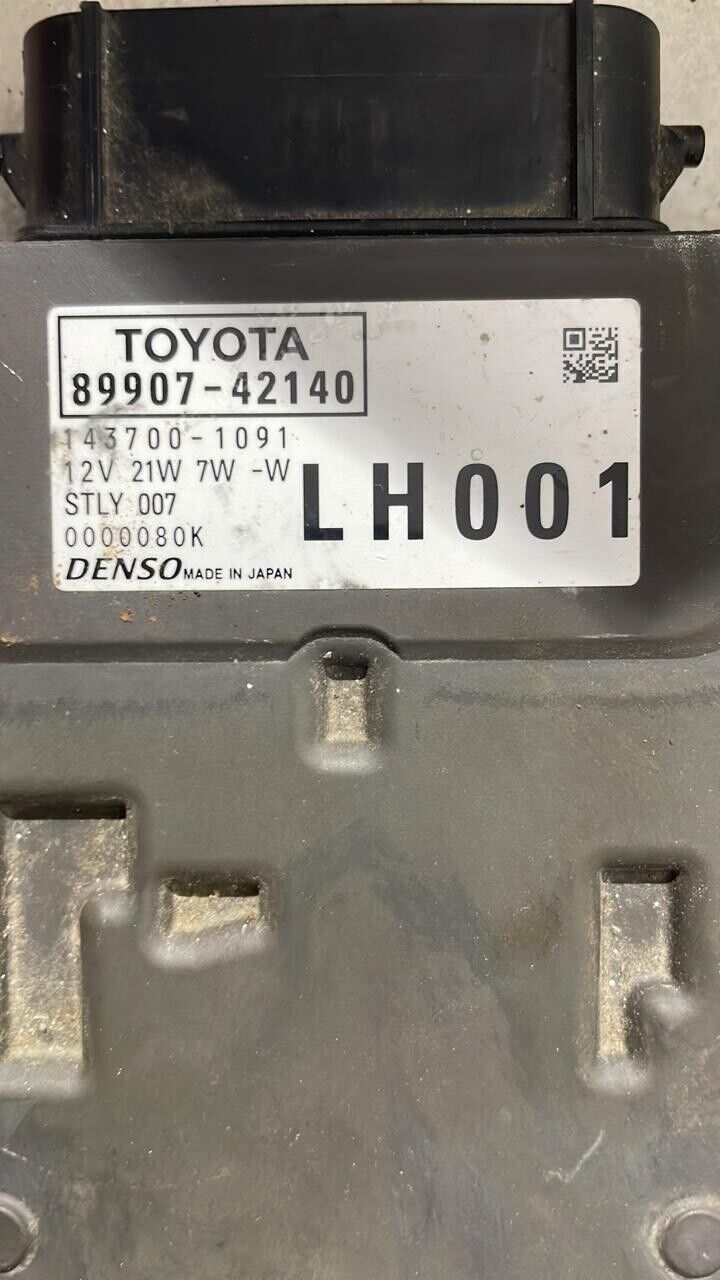 TOYOTA
89907-42140
143700-1091
12V 21W 7W -W
STLY 007
0000080K
LH001
DENSO MADE IN JAPAN